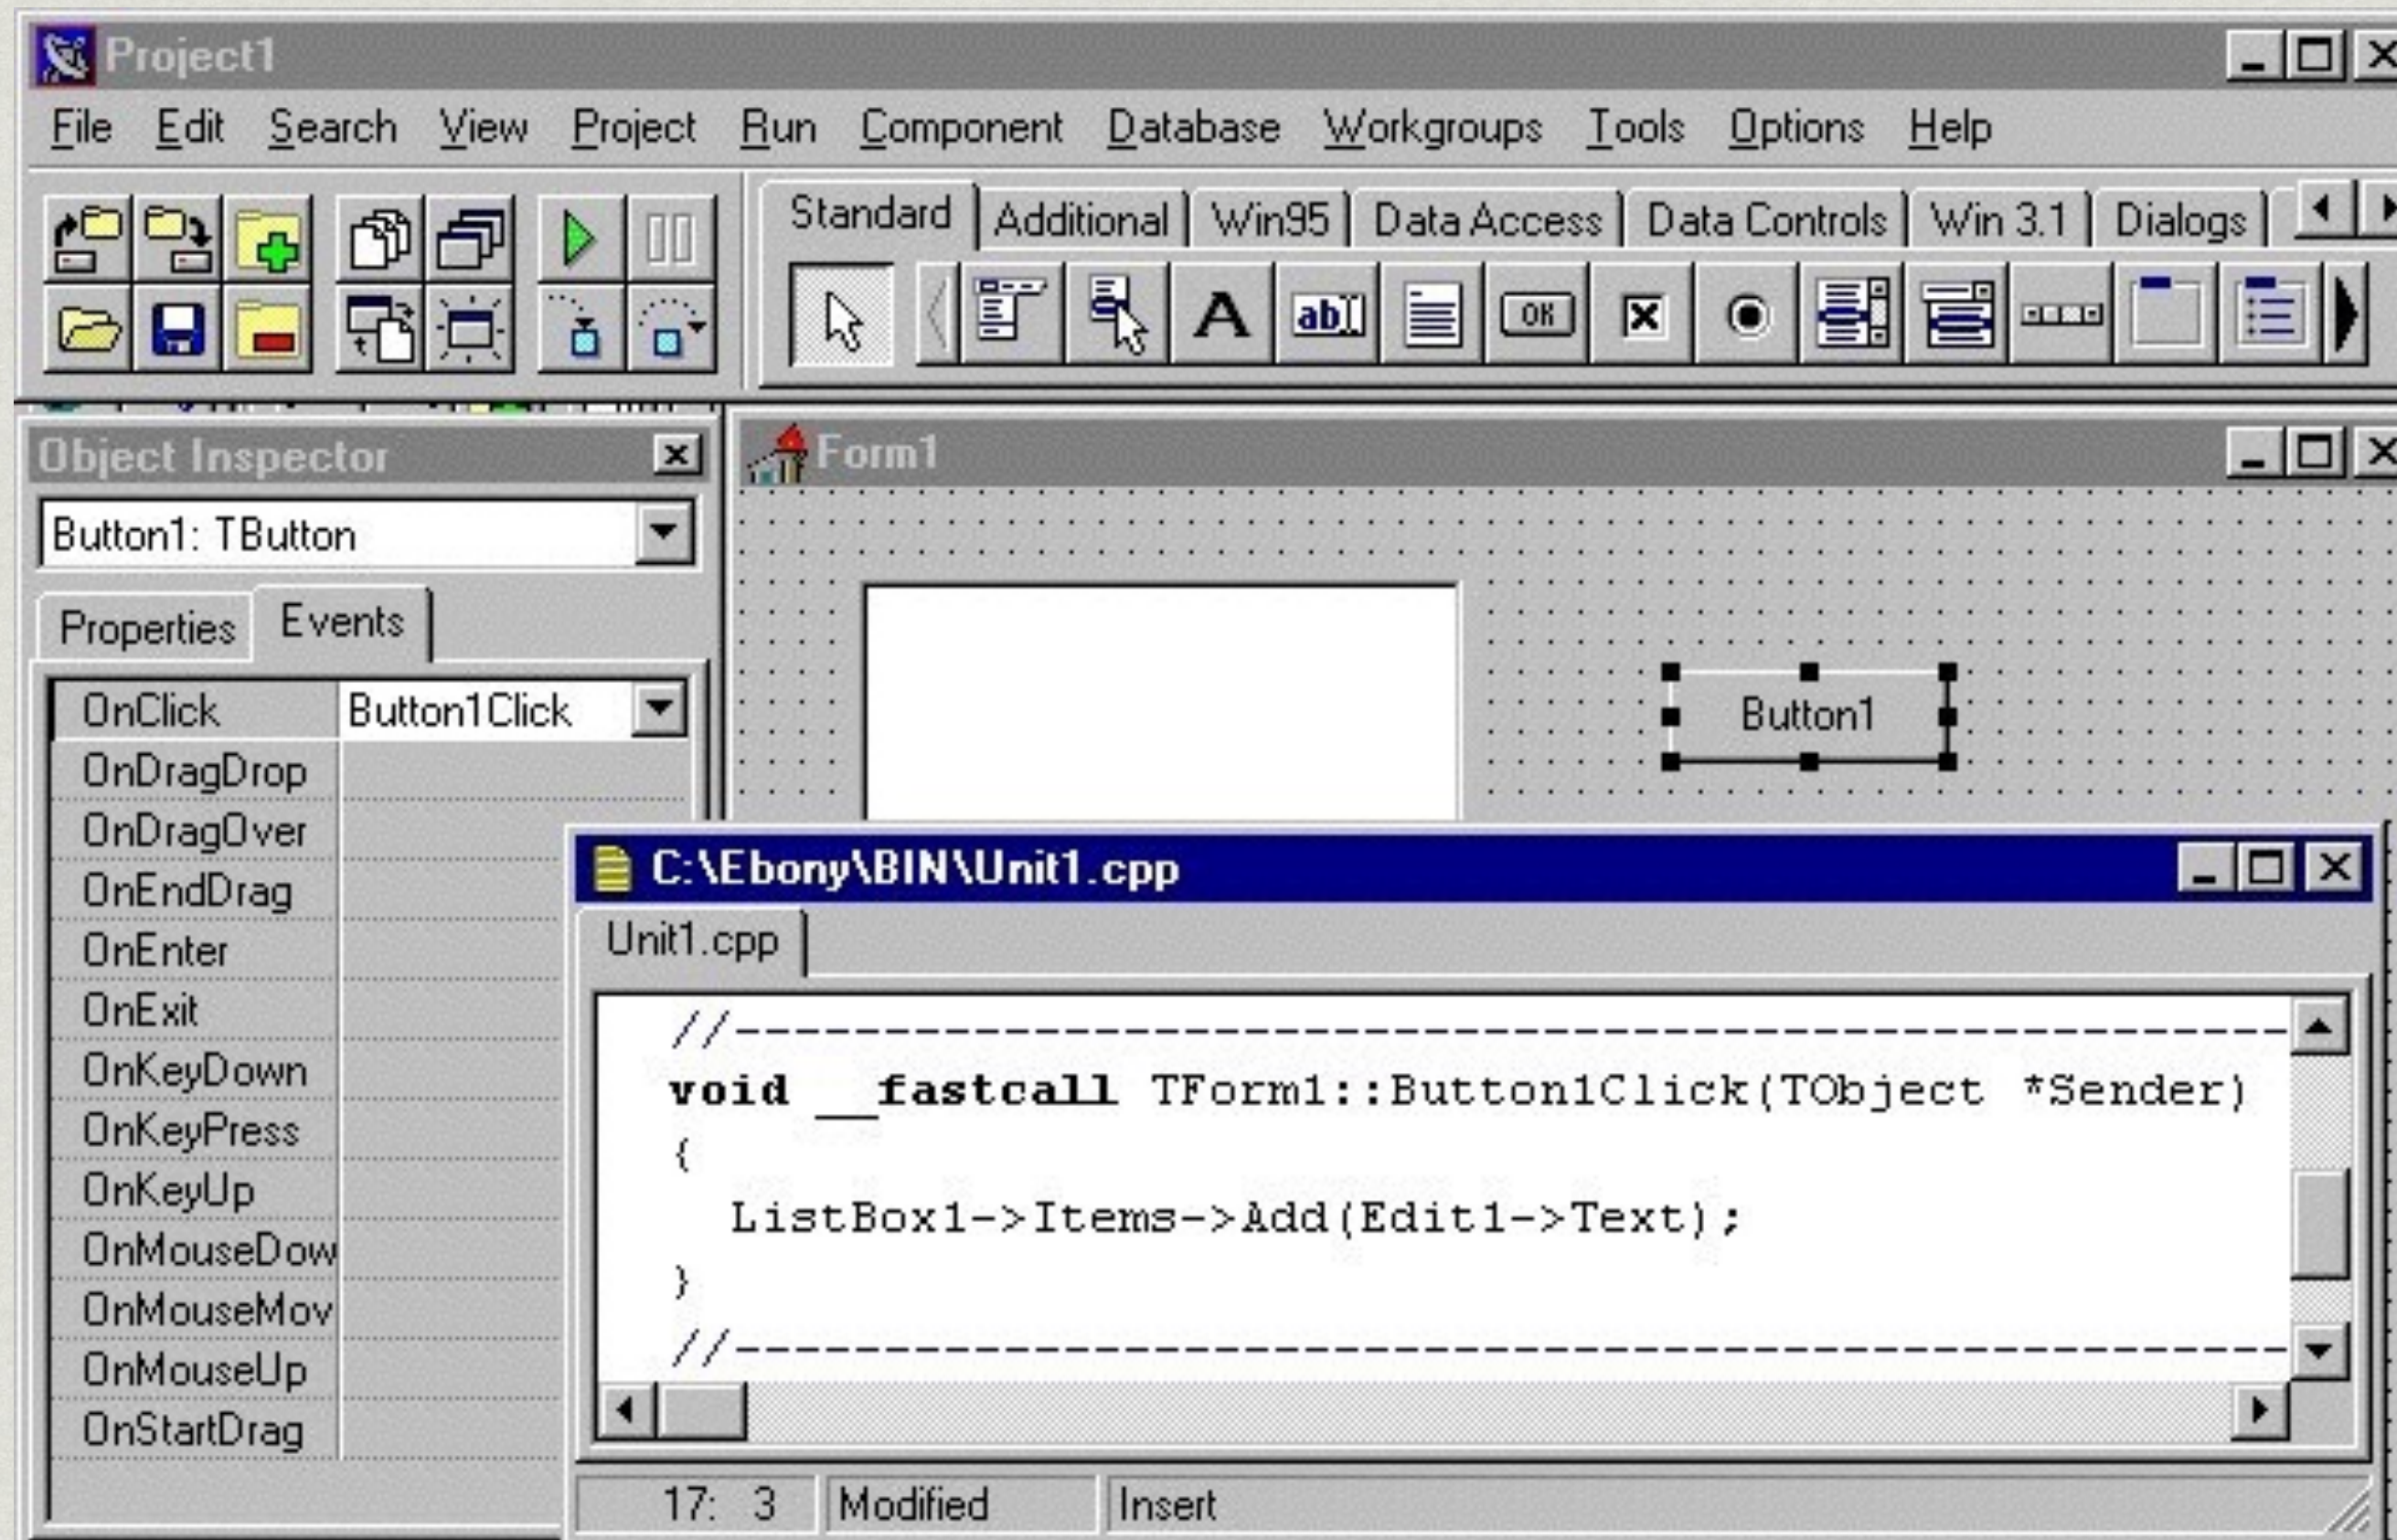 Project1
File Edit Search View Project Run Component Database Workgroups Tools Options Help
Standard Additional Win95 Data Access Data Controls Win 3.1 Dialogs
A ab OK
Object Inspector
Form1
Button1: TButton
Properties Events
OnClick Button1Click
OnDragDrop
OnDragOver
OnEndDrag
OnEnter
OnExit
OnKeyDown
OnKeyPress
OnKeyUp
OnMouseDow
OnMouseMov
OnMouseUp
OnStartDrag
Button1
C:\Ebony\BIN\Unit1.cpp
Unit1.cpp
//----------------------------------------------------
void __fastcall TForm1::Button1Click(TObject *Sender)
{
ListBox1->Items->Add(Edit1->Text);
}
//----------------------------------------------------
17: 3 Modified Insert